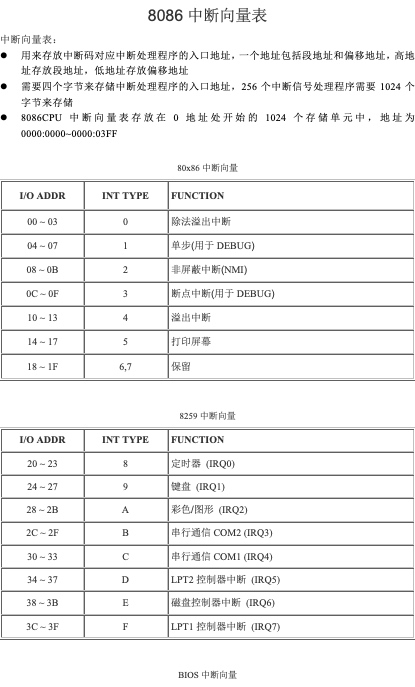 8086 中断向量表
中断向量表：
● 用来存放中断码对应中断处理程序的入口地址，一个地址包括段地址和偏移地址，高地
址存放段地址，低地址存放偏移地址
● 需要四个字节来存储中断处理程序的入口地址，256 个中断信号处理程序需要 1024 个
字节来存储
● 8086CPU 中断向量表存放在 0 地址处开始的 1024 个存储单元中，地址为
0000:0000~0000:03FF
80x86 中断向量
I/O ADDR INT TYPE FUNCTION
00 ~ 03 0 除法溢出中断
04 ~ 07 1 单步(用于 DEBUG)
08 ~ 0B 2 非屏蔽中断(NMI)
0C ~ 0F 3 断点中断(用于 DEBUG)
10 ~ 13 4 溢出中断
14 ~ 17 5 打印屏幕
18 ~ 1F 6,7 保留
8259 中断向量
I/O ADDR INT TYPE FUNCTION
20 ~ 23 8 定时器 (IRQ0)
24 ~ 27 9 键盘 (IRQ1)
28 ~ 2B A 彩色/图形 (IRQ2)
2C ~ 2F B 串行通信 COM2 (IRQ3)
30 ~ 33 C 串行通信 COM1 (IRQ4)
34 ~ 37 D LPT2 控制器中断 (IRQ5)
38 ~ 3B E 磁盘控制器中断 (IRQ6)
3C ~ 3F F LPT1 控制器中断 (IRQ7)
BIOS 中断向量